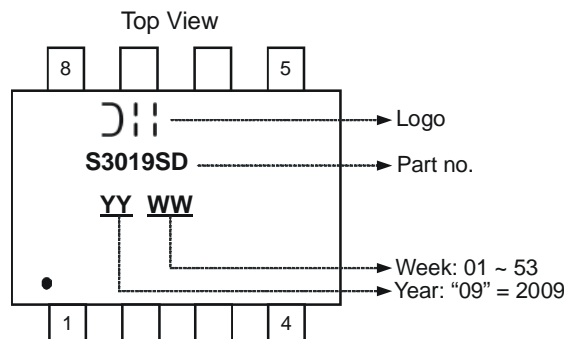 Top View
8 5
Logo
S3019SD Part no.
YY WW
Week: 01 ~ 53
Year: “09” = 2009
1 4